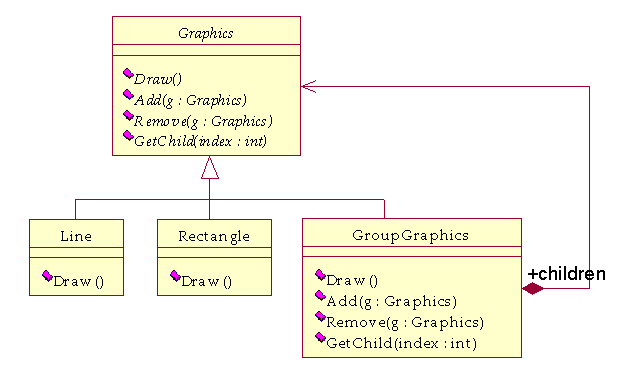 Graphics
Draw()
Add(g : Graphics)
Remove(g : Graphics)
GetChild(index : int)
Line
Draw()
Rectangle
Draw()
GroupGraphics
Draw()
Add(g : Graphics)
Remove(g : Graphics)
GetChild(index : int)
+children